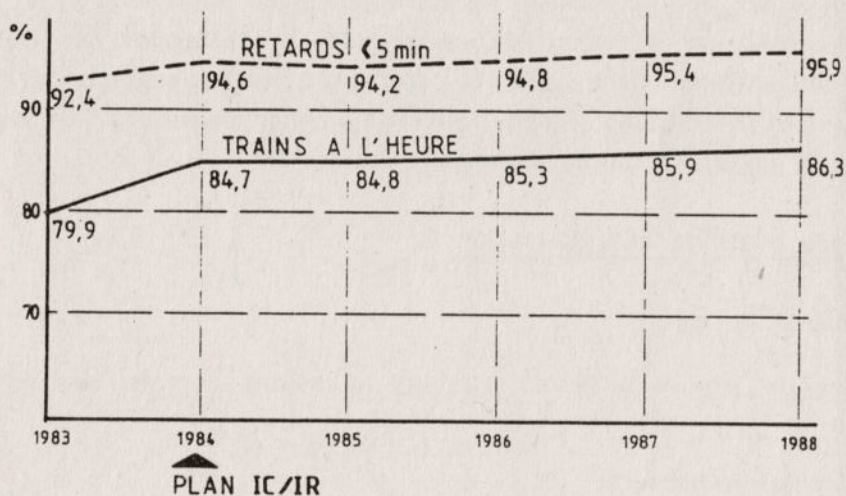 %
RETARDS < 5 min
92,4 94,6 94,2 94,8 95,4 95,9
90
TRAINS A L'HEURE
84,7 84,8 85,3 85,9 86,3
80
79,9
70
1983 1984 1985 1986 1987 1988
PLAN IC/IR